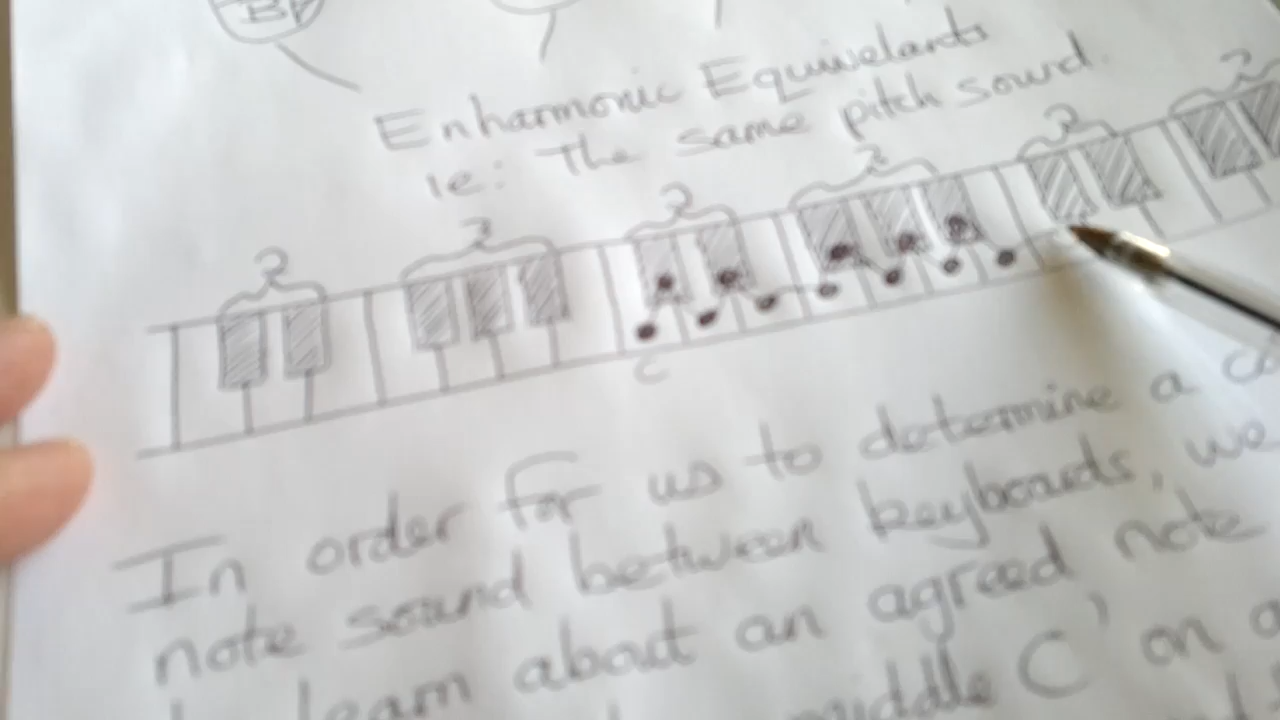 Bb
Enharmonic Equivelants
ie: The same pitch sound.
2 3 2 3 2
C
In order for us to determine a
note sound between keyboards, we
learn about an agreed note
middle C' on a